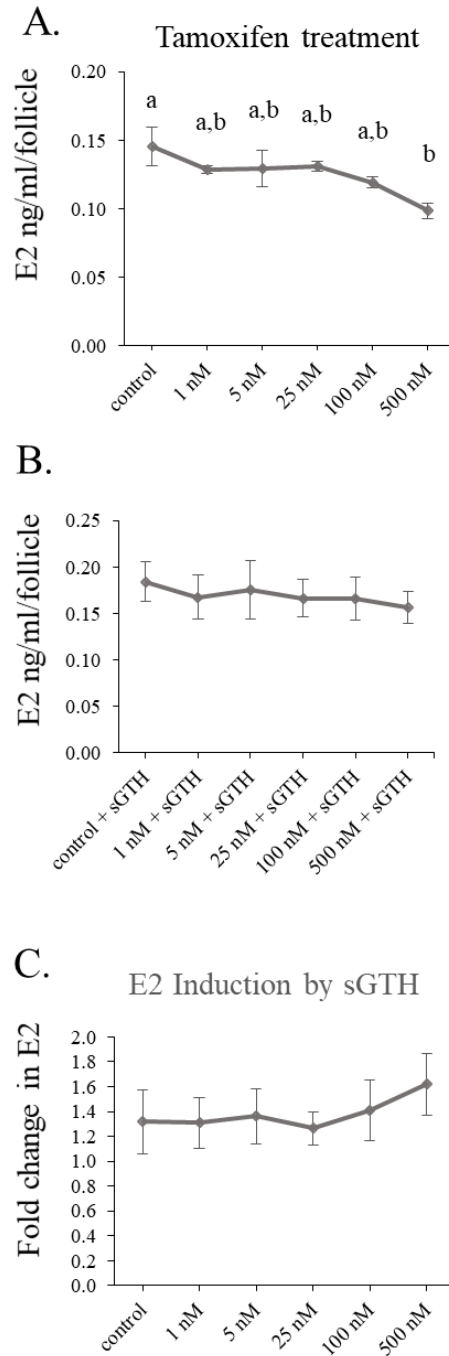 A.
Tamoxifen treatment
E2 ng/ml/follicle
0.20
0.15
0.10
0.05
0.00
a
a,b
a,b
a,b
a,b
b
control
1 nM
5 nM
25 nM
100 nM
500 nM
B.
E2 ng/ml/follicle
0.25
0.20
0.15
0.10
0.05
0.00
control + sGTH
1 nM + sGTH
5 nM + sGTH
25 nM + sGTH
100 nM + sGTH
500 nM + sGTH
C.
E2 Induction by sGTH
Fold change in E2
2.0
1.8
1.6
1.4
1.2
1.0
0.8
0.6
0.4
0.2
0.0
control
1 nM
5 nM
25 nM
100 nM
500 nM